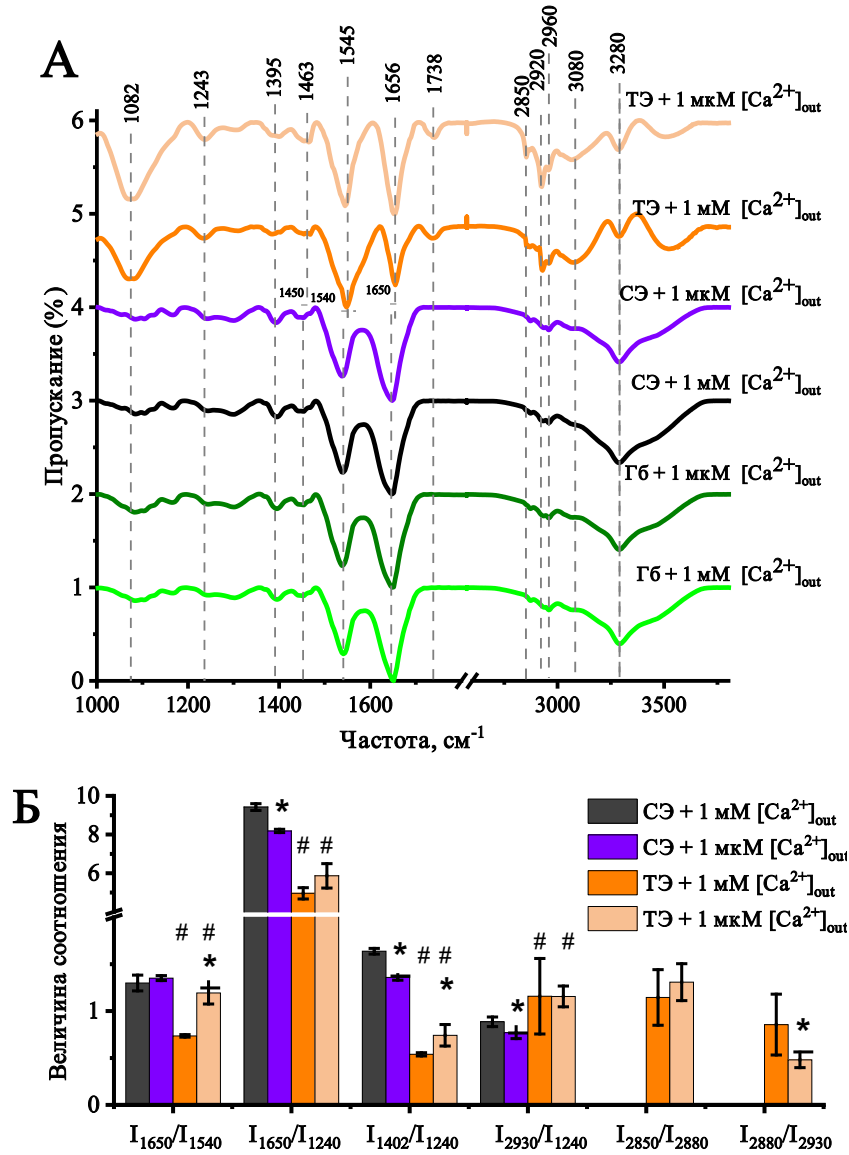 А
1082
1243
1395
1463
1545
1656
1738
2850
2920
2960
3080
3280
ТЭ + 1 мкМ [Ca²⁺]out
6
ТЭ + 1 мМ [Ca²⁺]out
5
1450 1540 1650
СЭ + 1 мкМ [Ca²⁺]out
4
СЭ + 1 мМ [Ca²⁺]out
3
Гб + 1 мкМ [Ca²⁺]out
2
Гб + 1 мМ [Ca²⁺]out
1
0
Пропускание (%)
1000 1200 1400 1600 3000 3500
Частота, см⁻¹
Б
Величина соотношения
10
8
6
1
0
СЭ + 1 мМ [Ca²⁺]out
СЭ + 1 мкМ [Ca²⁺]out
ТЭ + 1 мМ [Ca²⁺]out
ТЭ + 1 мкМ [Ca²⁺]out
* # #
# # *
* # # *
* # #
*
I1650/I1540 I1650/I1240 I1402/I1240 I2930/I1240 I2850/I2880 I2880/I2930